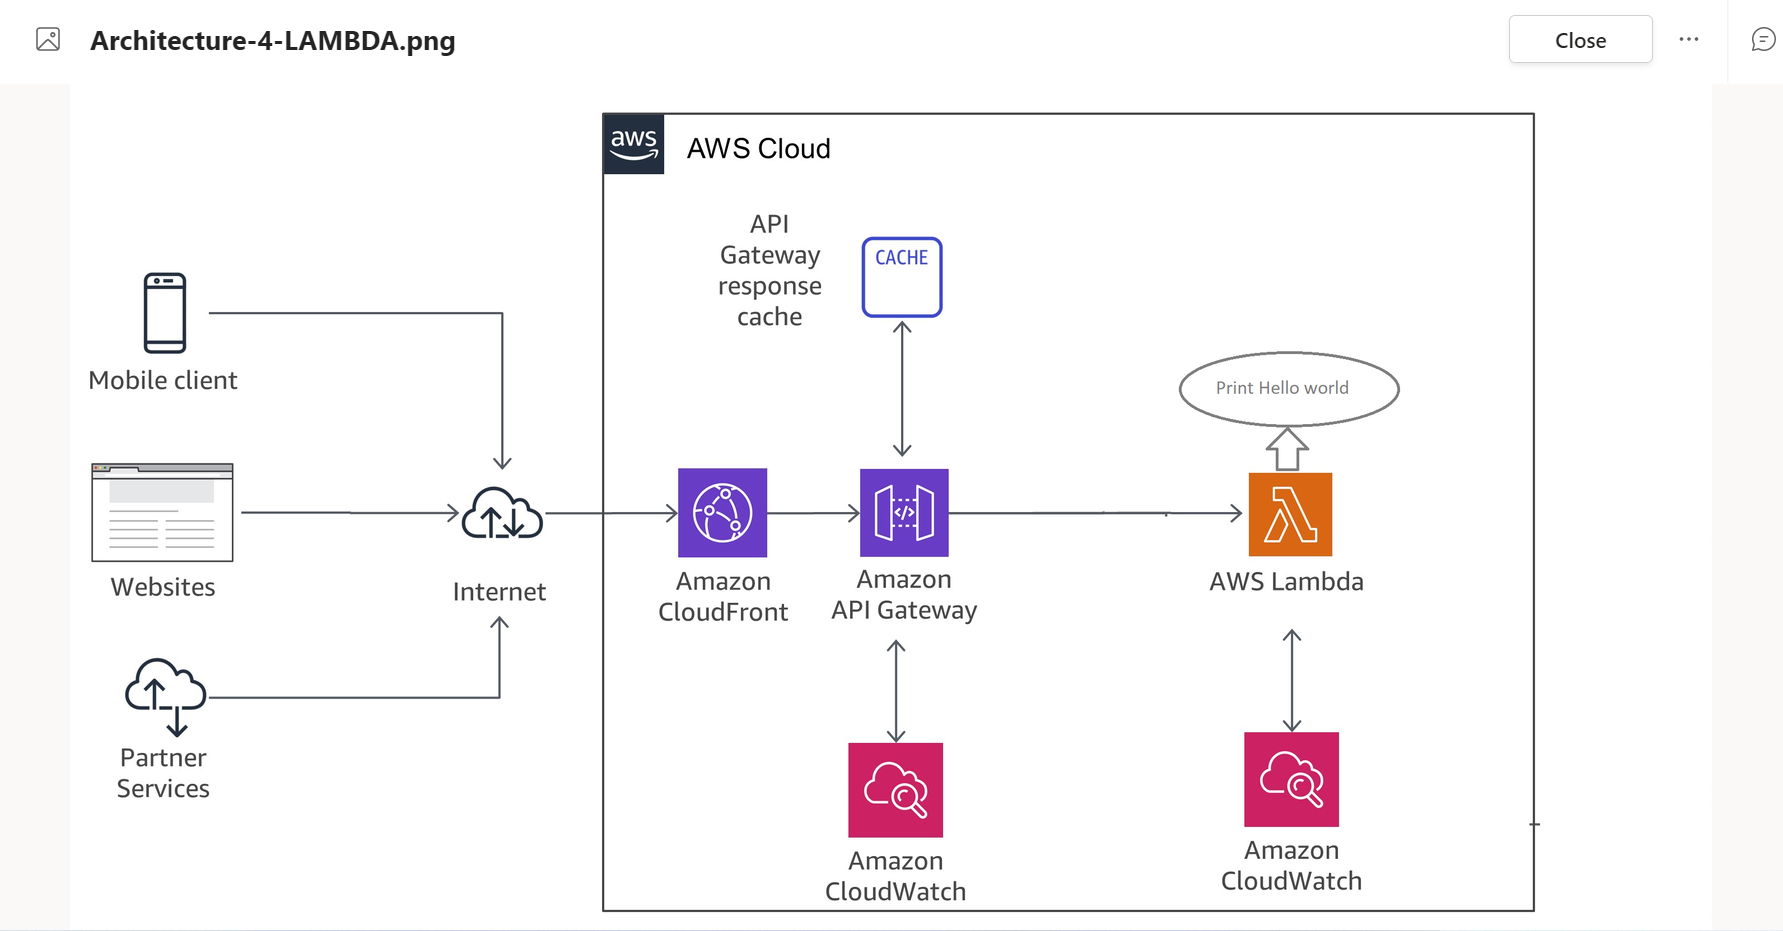 Architecture-4-LAMBDA.png
Close
aws
AWS Cloud
API
Gateway
response
cache
CACHE
Mobile client
Print Hello world
Websites
Internet
Amazon
CloudFront
Amazon
API Gateway
</>
AWS Lambda
Partner
Services
Amazon
CloudWatch
Amazon
CloudWatch